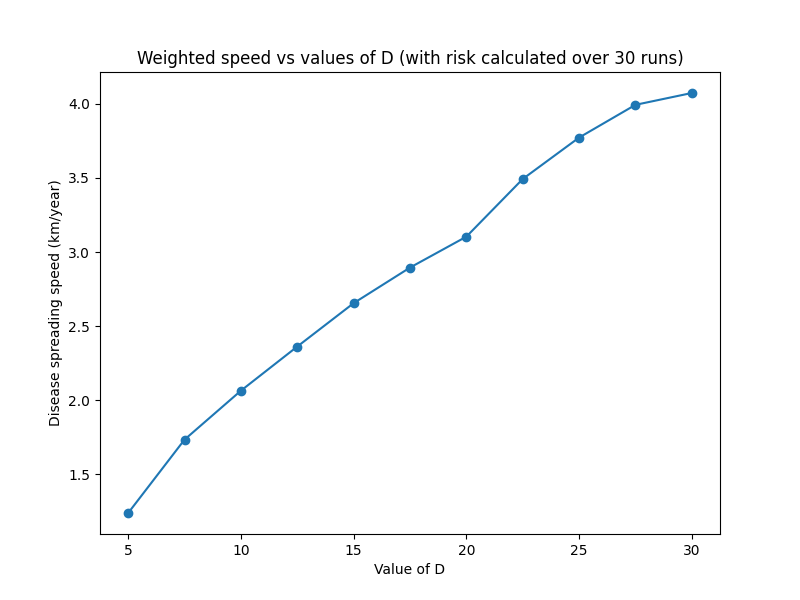 Weighted speed vs values of D (with risk calculated over 30 runs)
Disease spreading speed (km/year)
4.0
3.5
3.0
2.5
2.0
1.5
5 10 15 20 25 30
Value of D